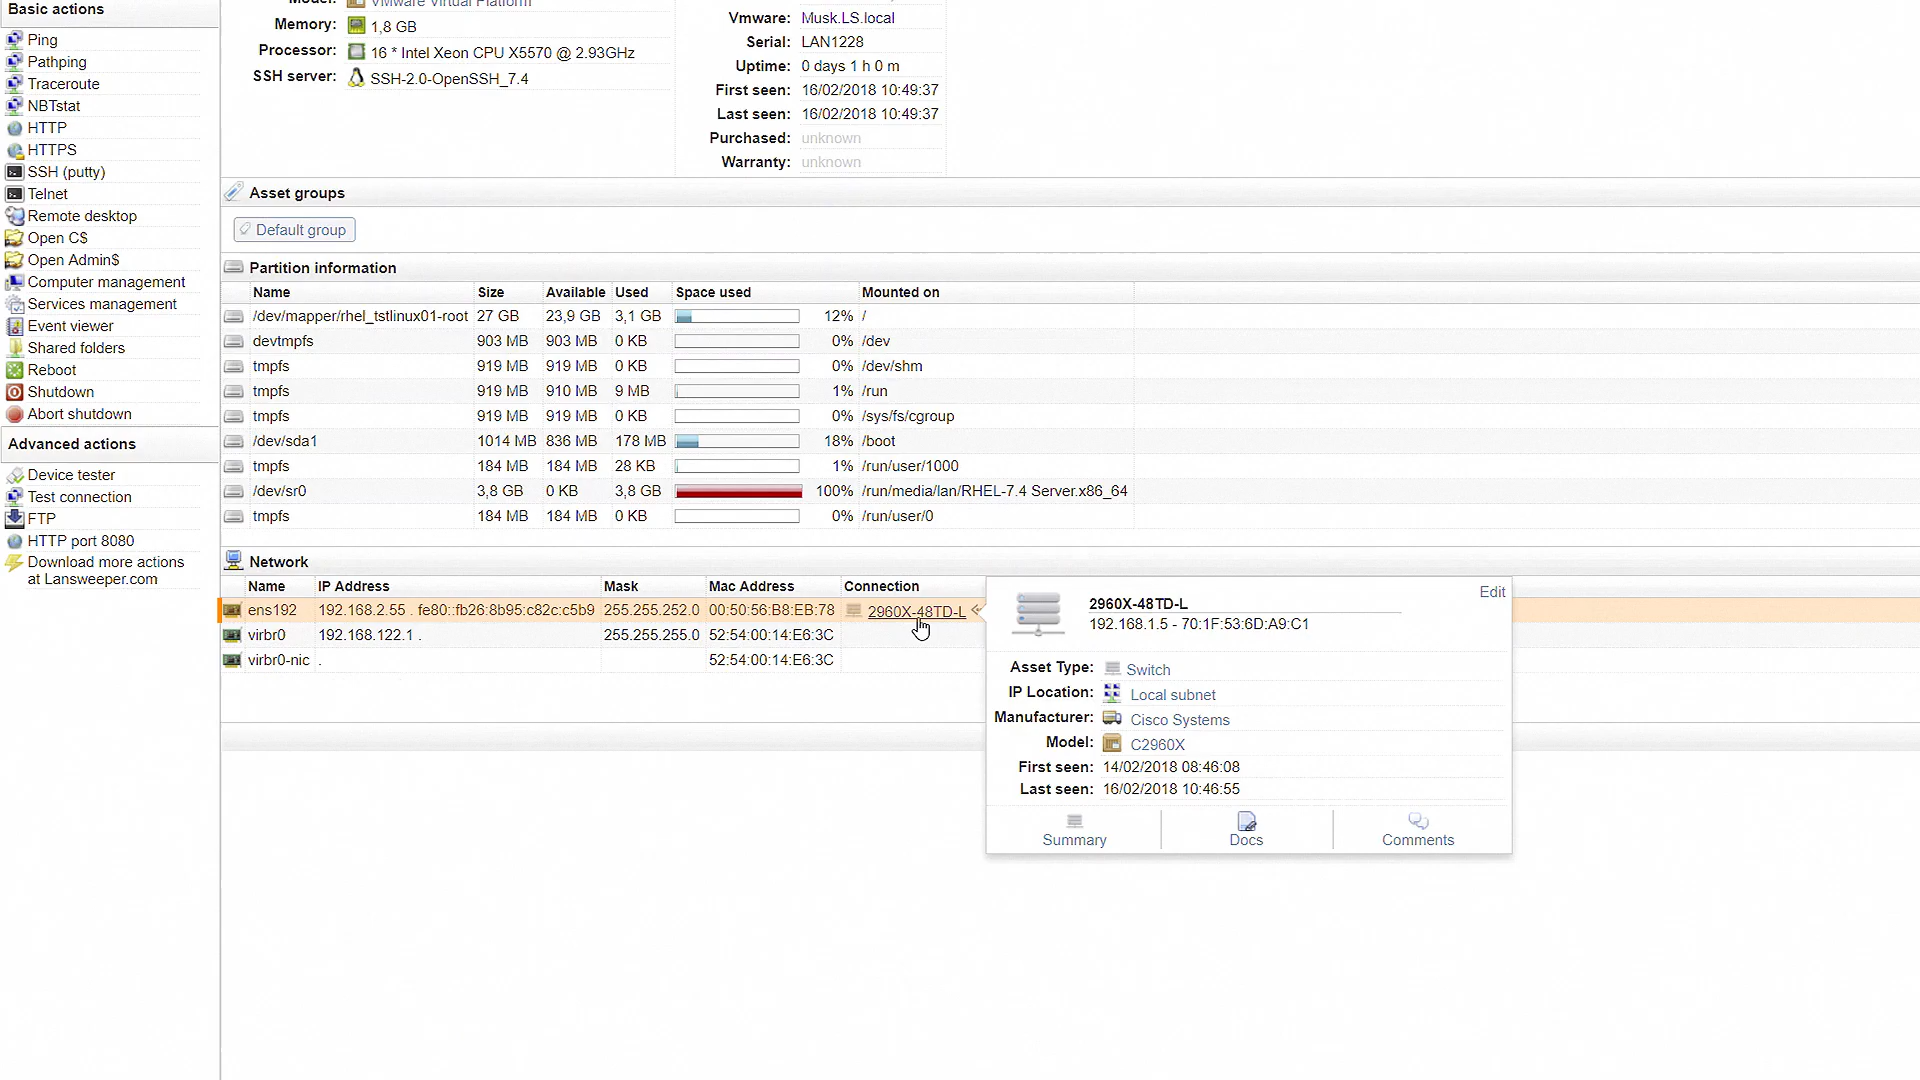 Basic actions
Ping
Pathping
Traceroute
NBTstat
HTTP
HTTPS
SSH (putty)
Telnet
Remote desktop
Open C$
Open Admin$
Computer management
Services management
Event viewer
Shared folders
Reboot
Shutdown
Abort shutdown
Advanced actions
Device tester
Test connection
FTP
HTTP port 8080
Download more actions
at Lansweeper.com
Model: VMware Virtual Platform
Memory: 1,8 GB
Processor: 16 * Intel Xeon CPU X5570 @ 2.93GHz
SSH server: SSH-2.0-OpenSSH_7.4
Vmware: Musk.LS.local
Serial: LAN1228
Uptime: 0 days 1 h 0 m
First seen: 16/02/2018 10:49:37
Last seen: 16/02/2018 10:49:37
Purchased: unknown
Warranty: unknown
Asset groups
Default group
Partition information
Name Size Available Used Space used Mounted on
/dev/mapper/rhel_tstlinux01-root 27 GB 23,9 GB 3,1 GB 12% /
devtmpfs 903 MB 903 MB 0 KB 0% /dev
tmpfs 919 MB 919 MB 0 KB 0% /dev/shm
tmpfs 919 MB 910 MB 9 MB 1% /run
tmpfs 919 MB 919 MB 0 KB 0% /sys/fs/cgroup
/dev/sda1 1014 MB 836 MB 178 MB 18% /boot
tmpfs 184 MB 184 MB 28 KB 1% /run/user/1000
/dev/sr0 3,8 GB 0 KB 3,8 GB 100% /run/media/lan/RHEL-7.4 Server.x86_64
tmpfs 184 MB 184 MB 0 KB 0% /run/user/0
Network
Name IP Address Mask Mac Address Connection
ens192 192.168.2.55 . fe80::fb26:8b95:c82c:c5b9 255.255.252.0 00:50:56:B8:EB:78 2960X-48TD-L
virbr0 192.168.122.1 . 255.255.255.0 52:54:00:14:E6:3C
virbr0-nic . 52:54:00:14:E6:3C
Edit
2960X-48TD-L
192.168.1.5 - 70:1F:53:6D:A9:C1
Asset Type: Switch
IP Location: Local subnet
Manufacturer: Cisco Systems
Model: C2960X
First seen: 14/02/2018 08:46:08
Last seen: 16/02/2018 10:46:55
Summary Docs Comments